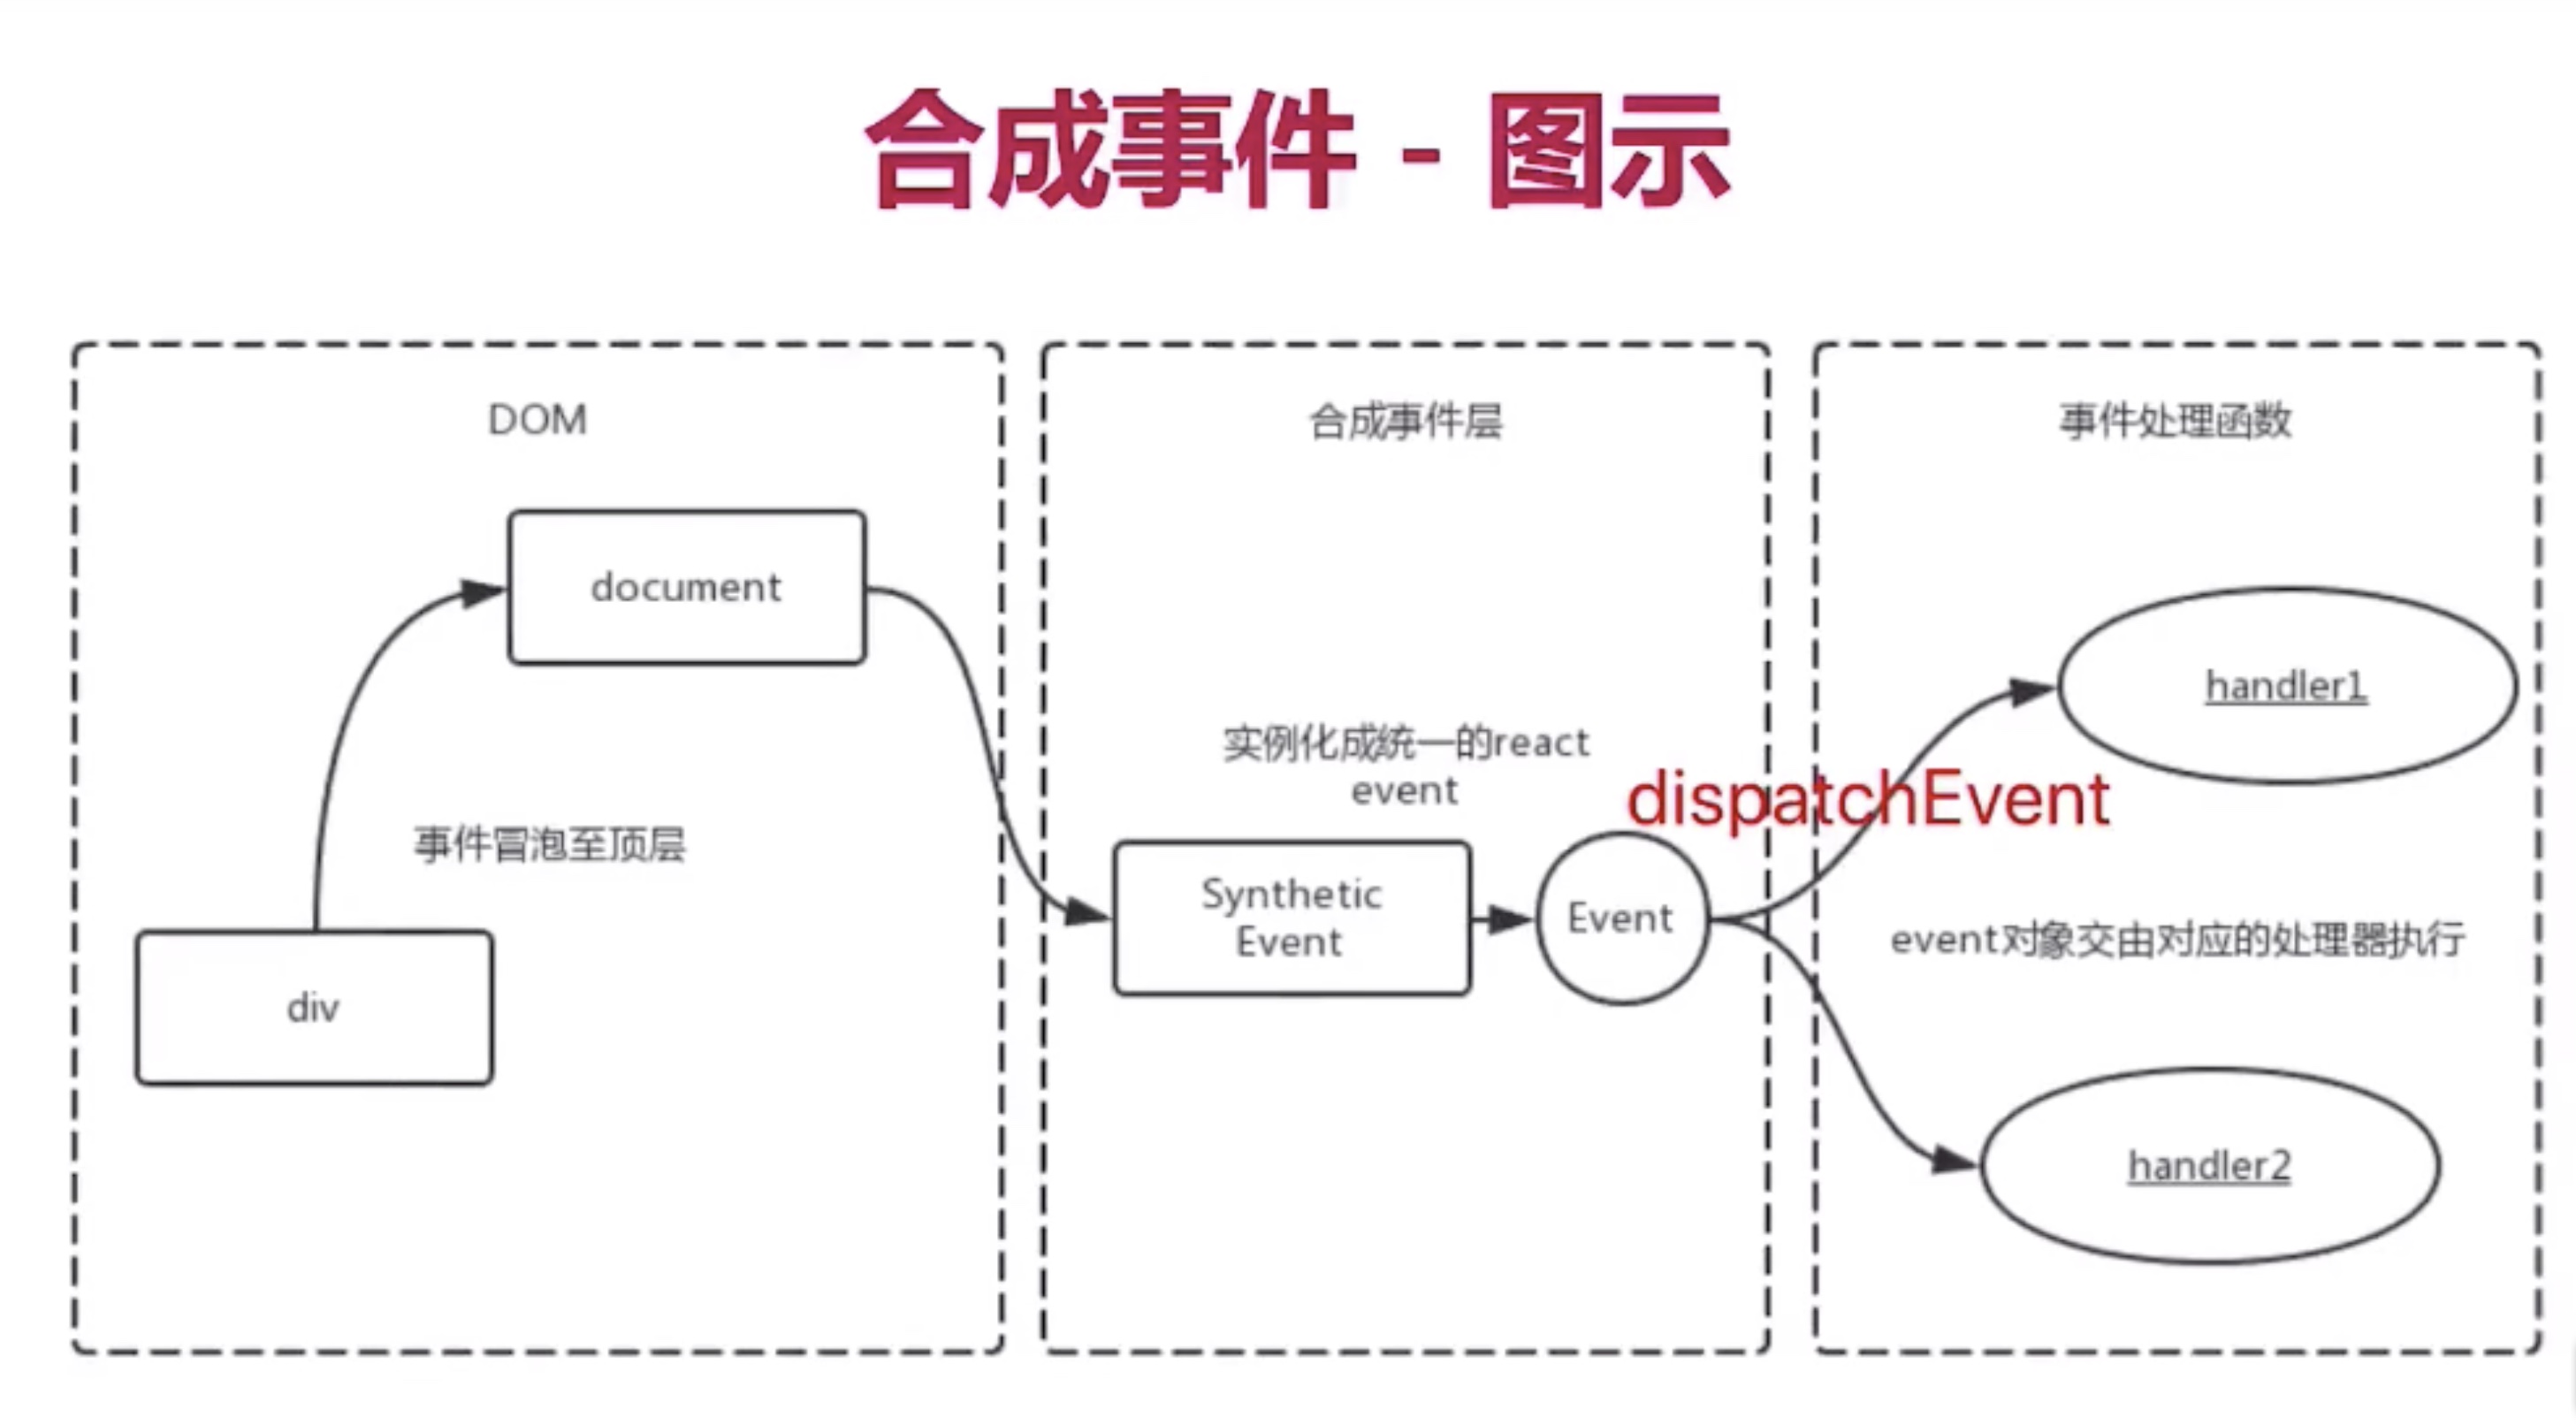 合成事件 - 图示
DOM
document
事件冒泡至顶层
div
合成事件层
实例化成统一的react
event
Synthetic
Event
Event
dispatchEvent
事件处理函数
handler1
event对象交由对应的处理器执行
handler2